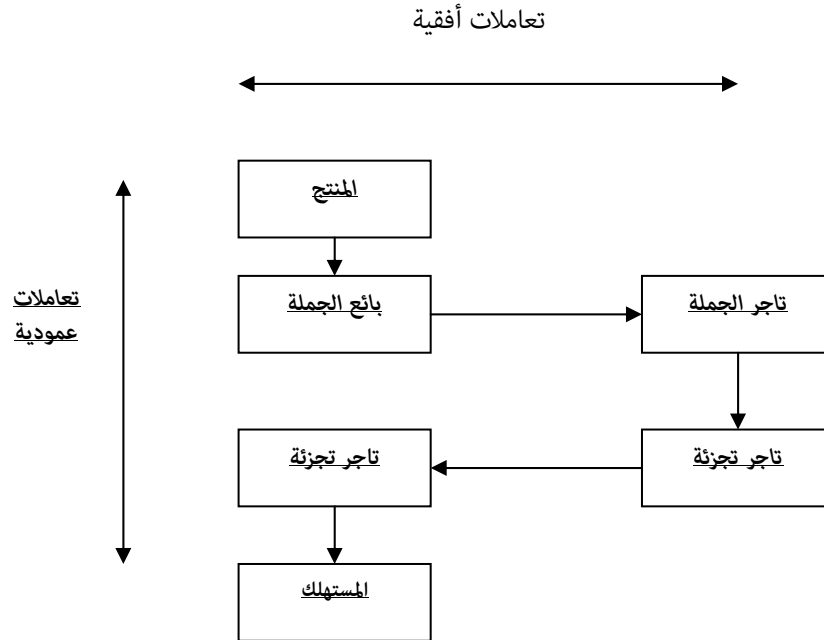 تعاملات أفقية
المنتج
بائع الجملة
تاجر الجملة
تعاملات
عمودية
تاجر تجزئة
تاجر تجزئة
المستهلك